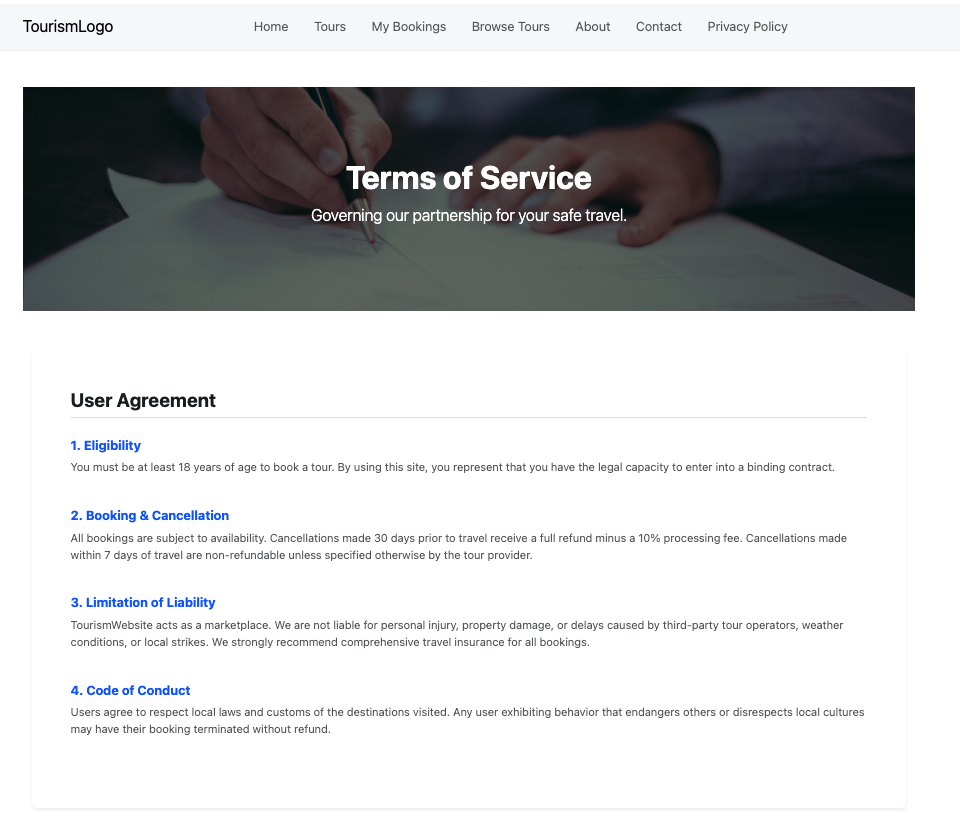 TourismLogo
Home Tours My Bookings Browse Tours About Contact Privacy Policy
Terms of Service
Governing our partnership for your safe travel.
User Agreement
1. Eligibility
You must be at least 18 years of age to book a tour. By using this site, you represent that you have the legal capacity to enter into a binding contract.
2. Booking & Cancellation
All bookings are subject to availability. Cancellations made 30 days prior to travel receive a full refund minus a 10% processing fee. Cancellations made
within 7 days of travel are non-refundable unless specified otherwise by the tour provider.
3. Limitation of Liability
TourismWebsite acts as a marketplace. We are not liable for personal injury, property damage, or delays caused by third-party tour operators, weather
conditions, or local strikes. We strongly recommend comprehensive travel insurance for all bookings.
4. Code of Conduct
Users agree to respect local laws and customs of the destinations visited. Any user exhibiting behavior that endangers others or disrespects local cultures
may have their booking terminated without refund.